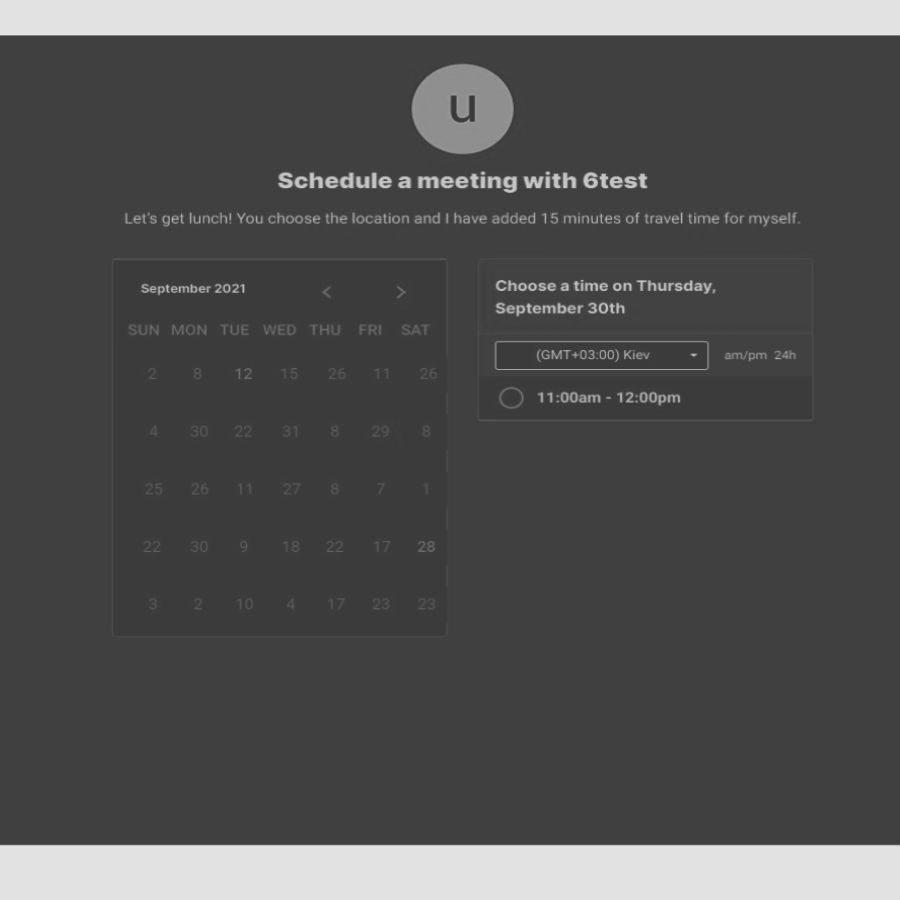 u
Schedule a meeting with 6test
Let's get lunch! You choose the location and I have added 15 minutes of travel time for myself.
September 2021
SUN MON TUE WED THU FRI SAT
2 8 12 15 26 11 26
4 30 22 31 8 29 8
25 26 11 27 8 7 1
22 30 9 18 22 17 28
3 2 10 4 17 23 23
Choose a time on Thursday,
September 30th
(GMT+03:00) Kiev am/pm 24h
11:00am - 12:00pm